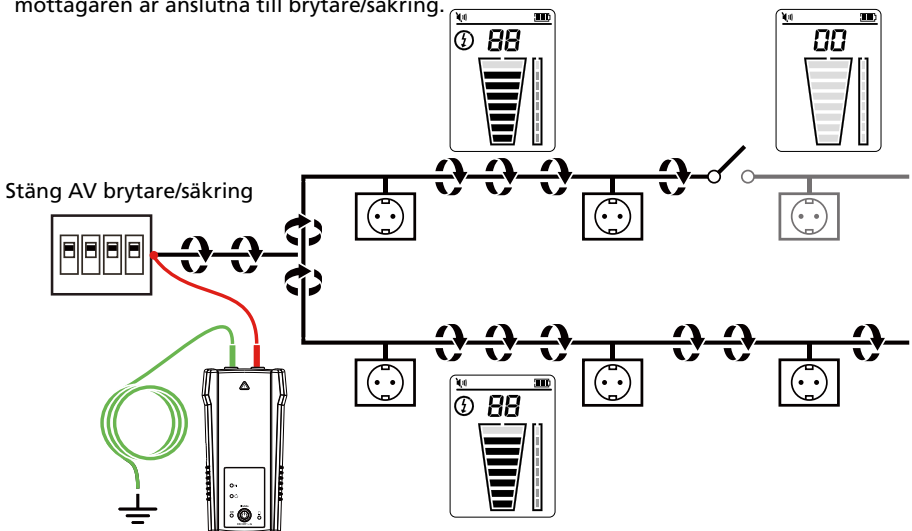 mottagaren är anslutna till brytare/säkring.
88
00
Stäng AV brytare/säkring
88